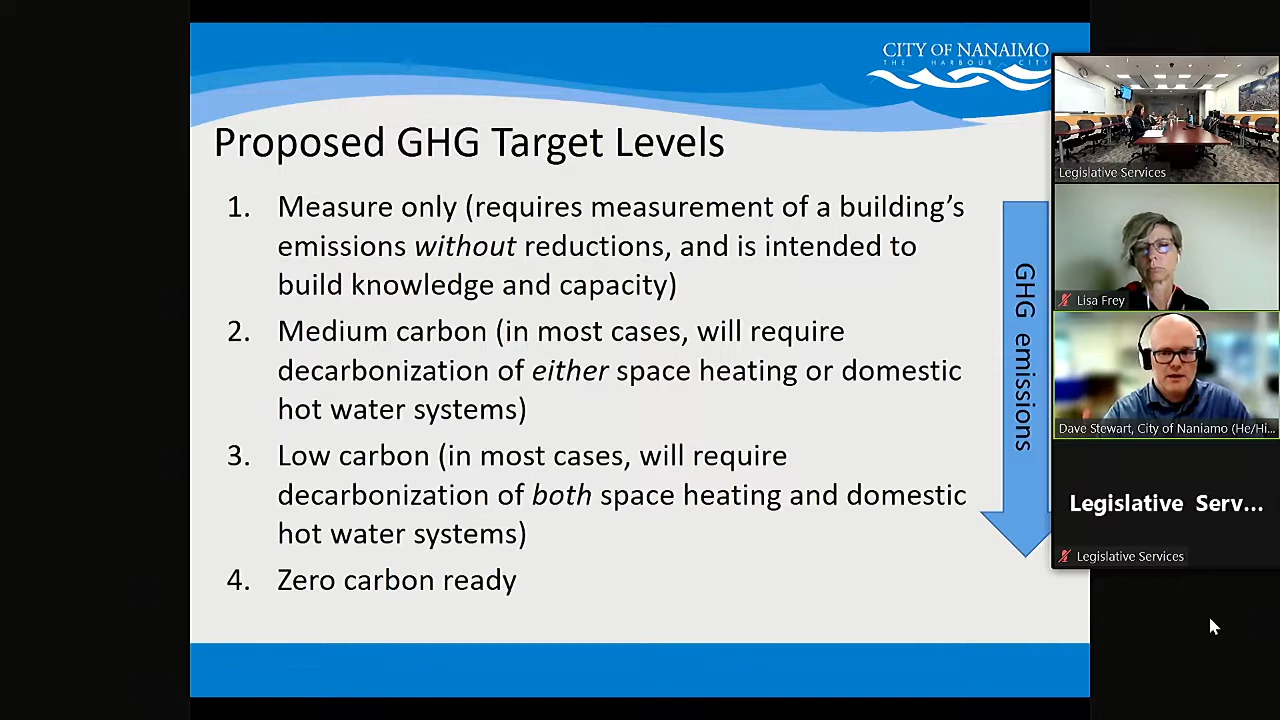 CITY OF NANAIMO
THE HARBOUR CITY
Proposed GHG Target Levels
1. Measure only (requires measurement of a building's
emissions without reductions, and is intended to
build knowledge and capacity)
2. Medium carbon (in most cases, will require
decarbonization of either space heating or domestic
hot water systems)
3. Low carbon (in most cases, will require
decarbonization of both space heating and domestic
hot water systems)
4. Zero carbon ready
GHG emissions
Legislative Services
Lisa Frey
Dave Stewart, City of Naniamo (He/Hi...
Legislative Serv...
Legislative Services